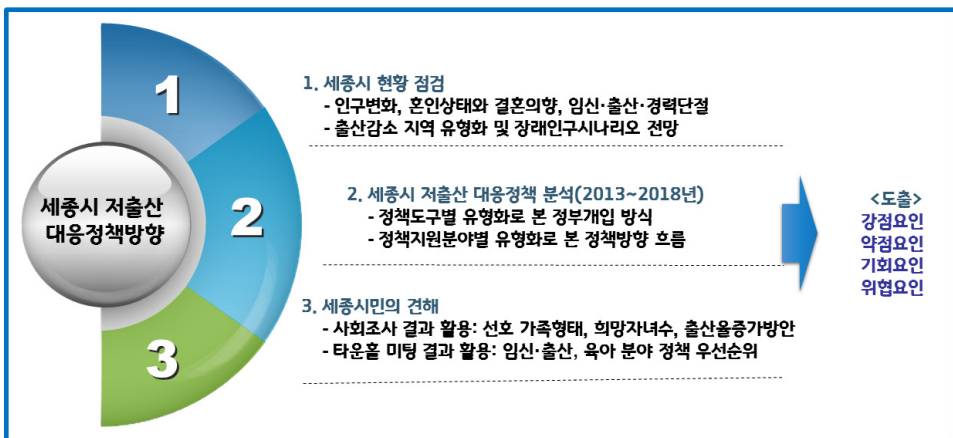 세종시 저출산
대응정책방향
1
2
3
1. 세종시 현황 점검
- 인구변화, 혼인상태와 결혼의향, 임신·출산·경력단절
- 출산감소 지역 유형화 및 장래인구시나리오 전망
2. 세종시 저출산 대응정책 분석(2013~2018년)
- 정책도구별 유형화로 본 정부개입 방식
- 정책지원분야별 유형화로 본 정책방향 흐름
3. 세종시민의 견해
- 사회조사 결과 활용: 선호 가족형태, 희망자녀수, 출산율증가방안
- 타운홀 미팅 결과 활용: 임신·출산, 육아 분야 정책 우선순위
<도출>
강점요인
약점요인
기회요인
위협요인